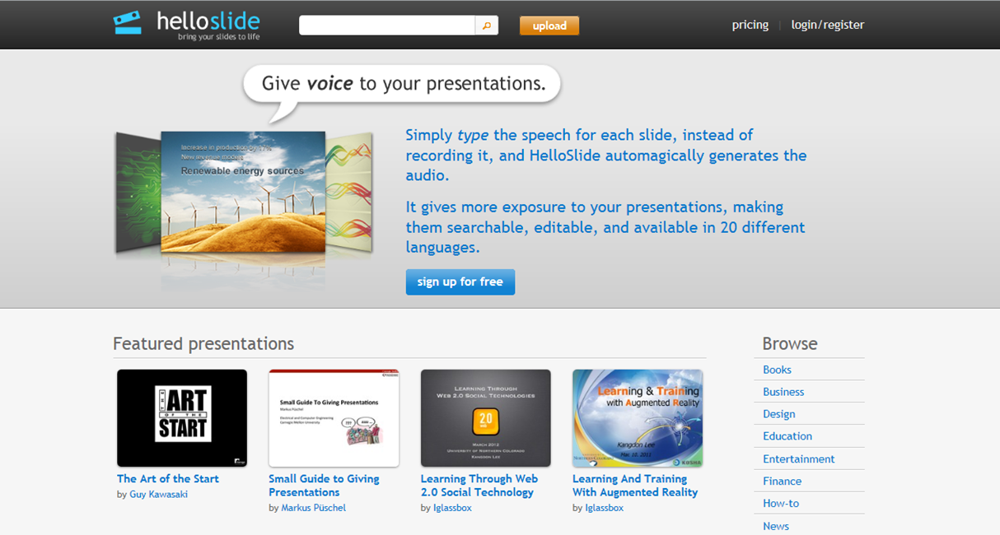 helloslide
bring your slides to life
upload
pricing | login/register
Give voice to your presentations.
Increase in production by 17%
New revenue models
Renewable energy sources
Simply type the speech for each slide, instead of
recording it, and HelloSlide automagically generates the
audio.
It gives more exposure to your presentations, making
them searchable, editable, and available in 20 different
languages.
sign up for free
Featured presentations
THE
ART
OF THE
START
The Art of the Start
by Guy Kawasaki
Small Guide To Giving Presentations
Markus Püschel
Electrical and Computer Engineering
Carnegie Mellon University
Small Guide to Giving
Presentations
by Markus Püschel
Learning Through
Web 2.0 Social Technologies
2.0
March 2012
University of Northern Colorado
Kangdon Lee
Learning Through Web
2.0 Social Technology
by Iglassbox
Learning & Training
with Augmented Reality
Kangdon Lee
Mar. 10, 2011
Learning And Training
With Augmented Reality
by Iglassbox
Browse
Books
Business
Design
Education
Entertainment
Finance
How-to
News